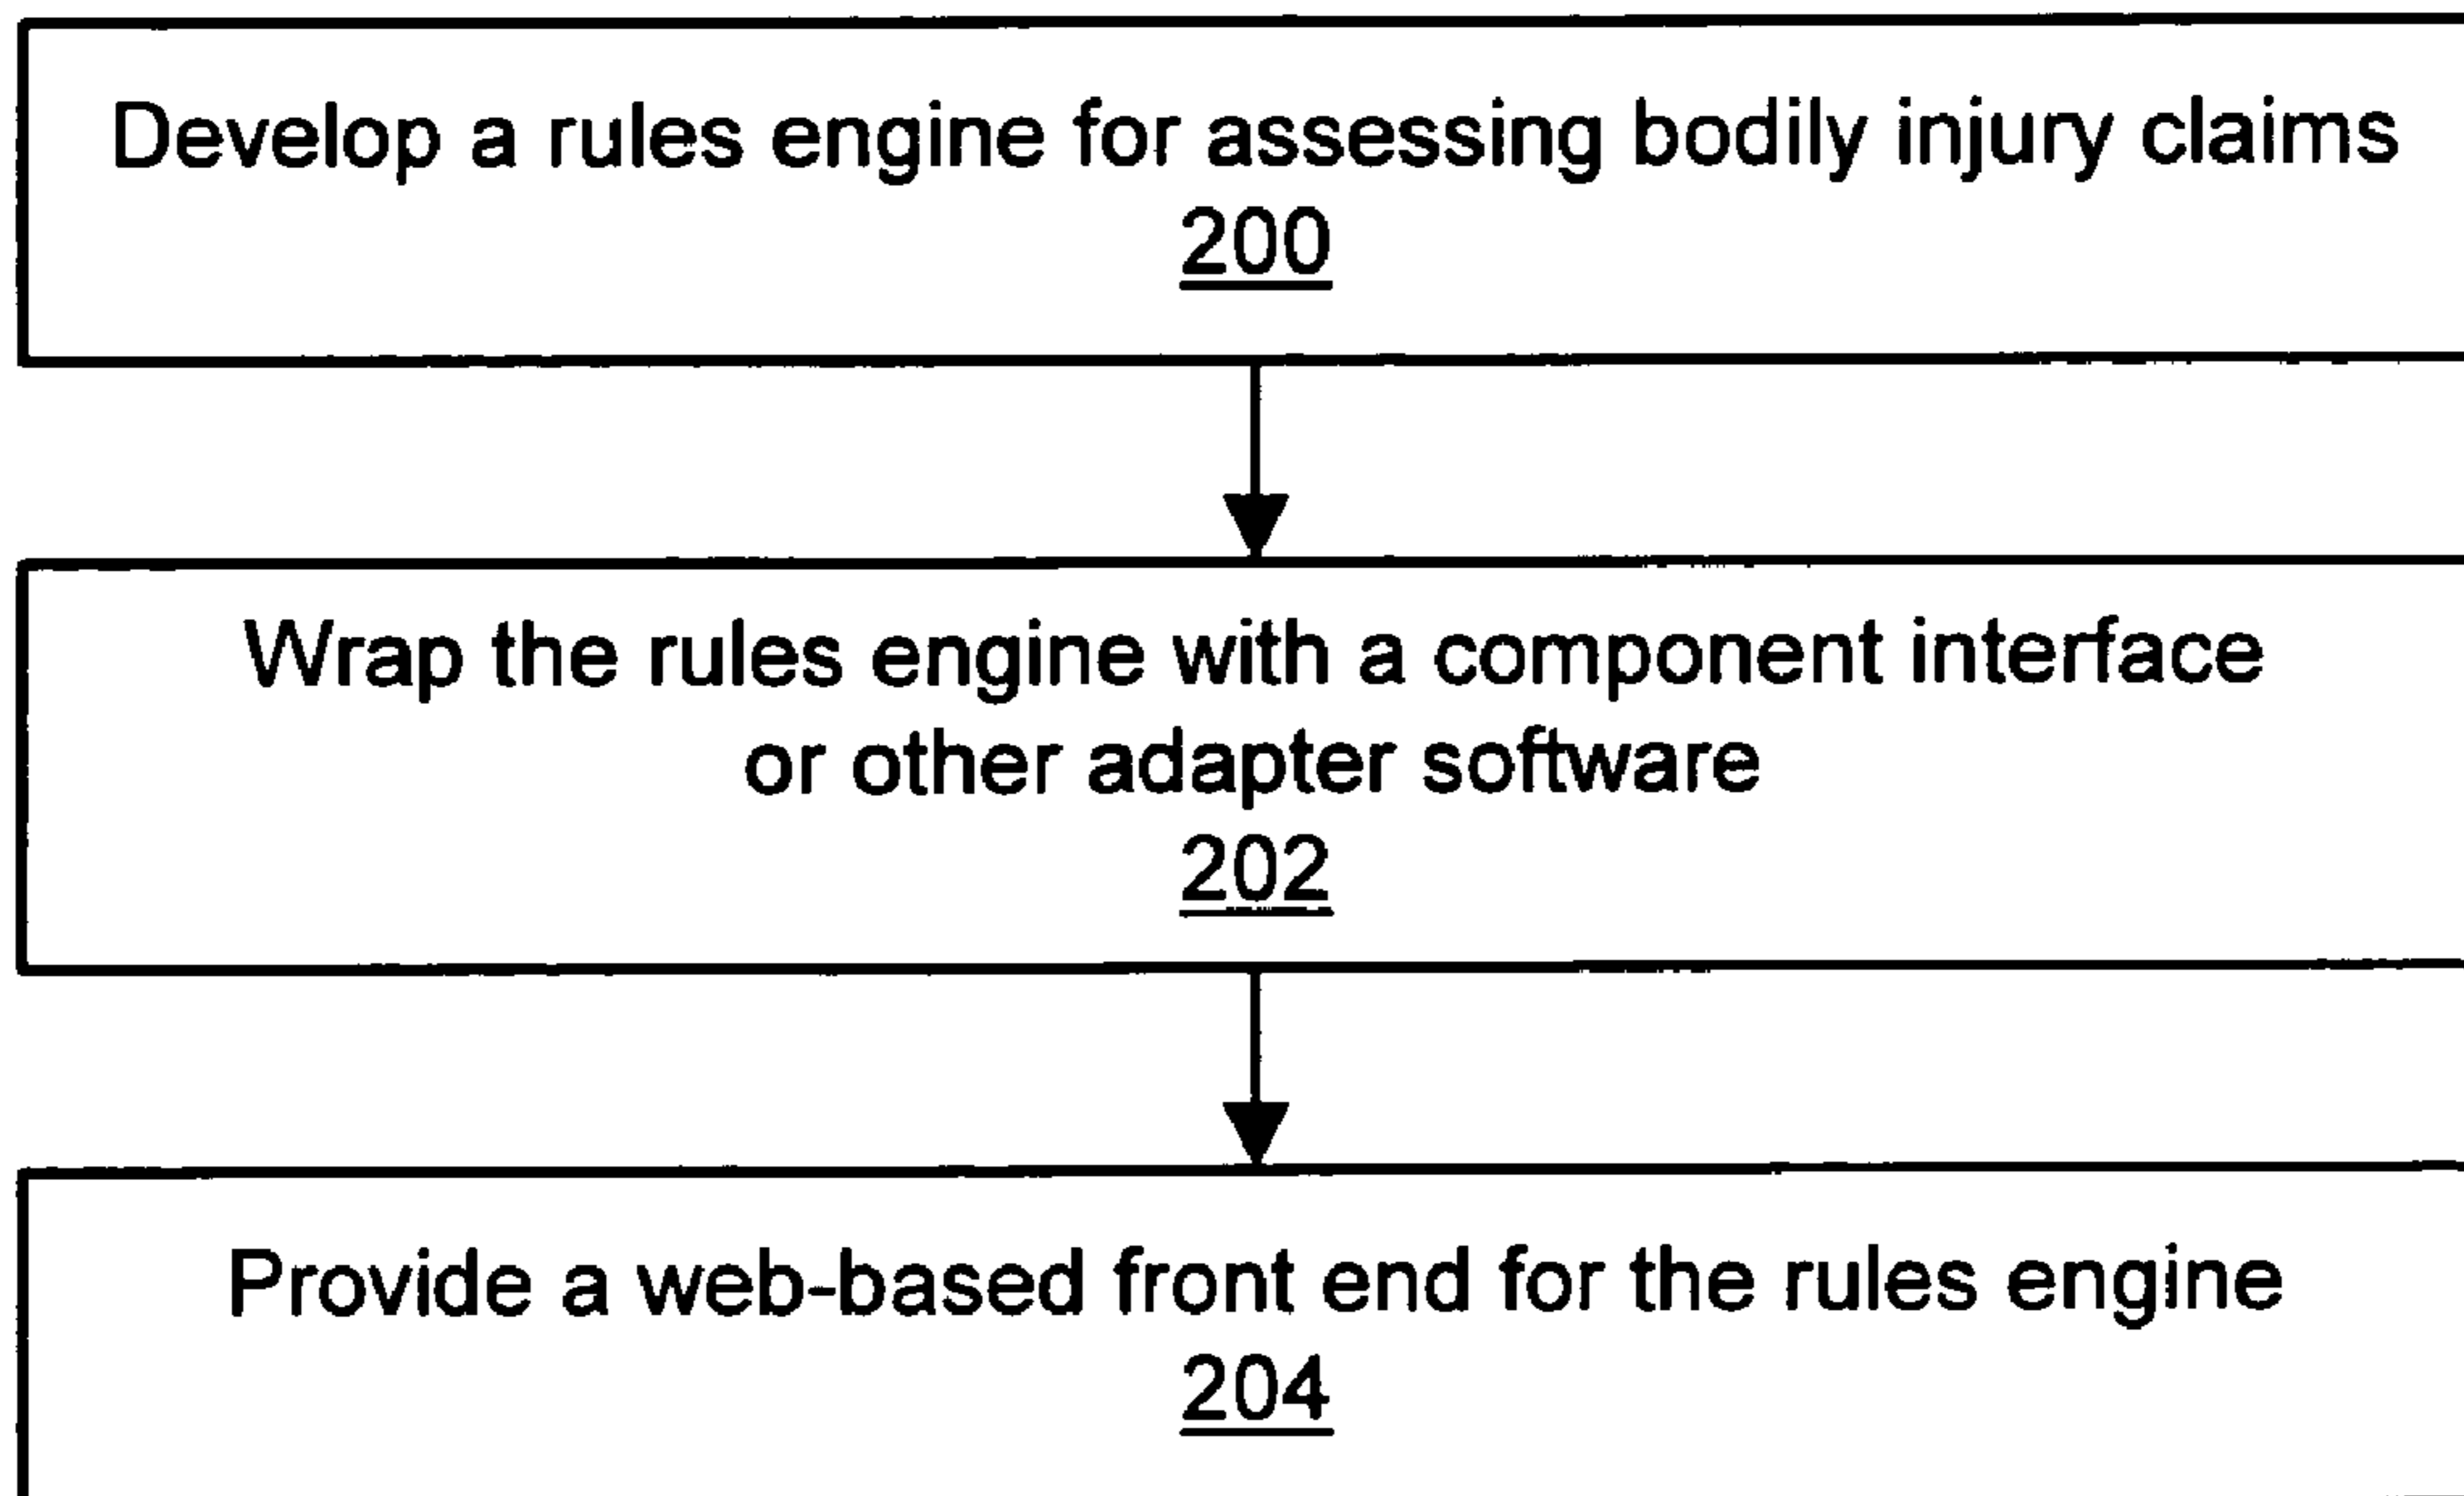 Develop a rules engine for assessing bodily injury claims
200
Wrap the rules engine with a component interface
or other adapter software
202
Provide a web-based front end for the rules engine
204